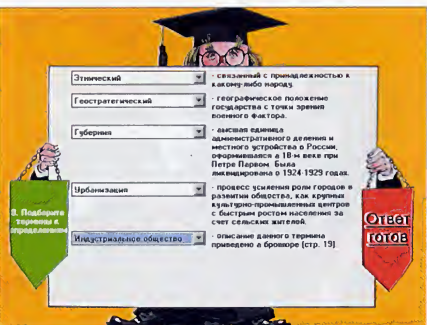 Этнический
- связанный с принадлежностью к
какому-либо народу.
Геостратегический
- географическое положение
государства с точки зрения
военного фактора.
Губерния
- высшая единица
административного деления и
местного устройства о России,
оформившаяся а 18-м веке при
Петре Парвом. Была
ликвидирована о 1924-1929 годах.
Урбанизация
- процесс усиления роли городов в
развитии общества, как крупных
культурно-промышленных центров
с быстрым ростом населения за
счет сельских жителой.
Индустриальное общество
- описание данного термина
приведено а брошюре (стр. 19)
8. Подберите
термины к
определениям
Ответ
готов